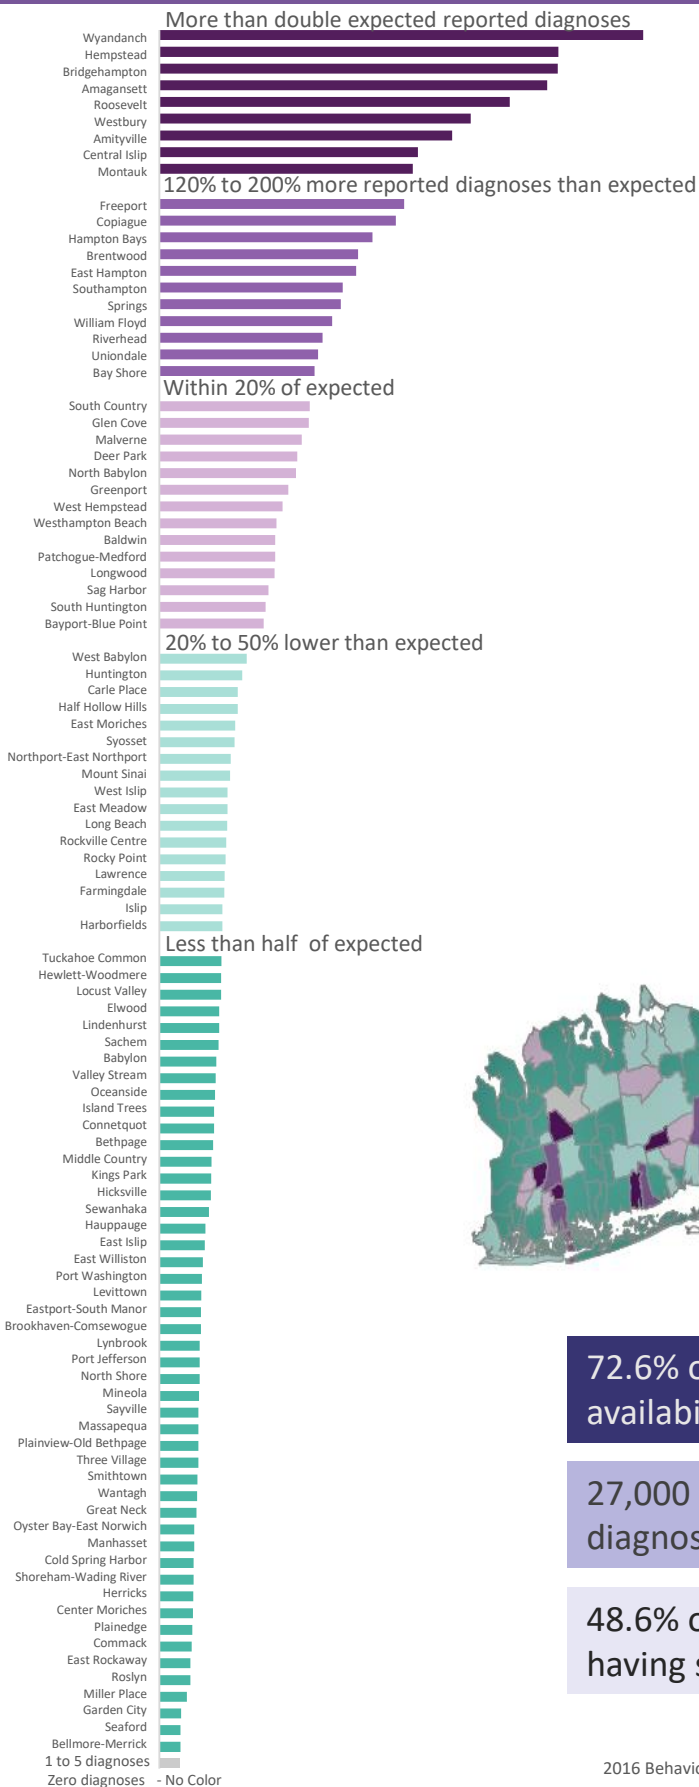 More than double expected reported diagnoses
Wyandanch
Hempstead
Bridgehampton
Amagansett
Roosevelt
Westbury
Amityville
Central Islip
Montauk
120% to 200% more reported diagnoses than expected
Freeport
Copiague
Hampton Bays
Brentwood
East Hampton
Southampton
Springs
William Floyd
Riverhead
Uniondale
Bay Shore
Within 20% of expected
South Country
Glen Cove
Malverne
Deer Park
North Babylon
Greenport
West Hempstead
Westhampton Beach
Baldwin
Patchogue-Medford
Longwood
Sag Harbor
South Huntington
Bayport-Blue Point
20% to 50% lower than expected
West Babylon
Huntington
Carle Place
Half Hollow Hills
East Moriches
Syosset
Northport-East Northport
Mount Sinai
West Islip
East Meadow
Long Beach
Rockville Centre
Rocky Point
Lawrence
Farmingdale
Islip
Harborfields
Less than half of expected
Tuckahoe Common
Hewlett-Woodmere
Locust Valley
Elwood
Lindenhurst
Sachem
Babylon
Valley Stream
Oceanside
Island Trees
Connetquot
Bethpage
Middle Country
Kings Park
Hicksville
Sewanhaka
Hauppauge
East Islip
East Williston
Port Washington
Levittown
Eastport-South Manor
Brookhaven-Comsewogue
Lynbrook
Port Jefferson
North Shore
Mineola
Sayville
Massapequa
Plainview-Old Bethpage
Three Village
Smithtown
Wantagh
Great Neck
Oyster Bay-East Norwich
Manhasset
Cold Spring Harbor
Shoreham-Wading River
Herricks
Center Moriches
Plainedge
Commack
East Rockaway
Roslyn
Miller Place
Garden City
Seaford
Bellmore-Merrick
1 to 5 diagnoses
Zero diagnoses - No Color
72.6% o
availabi
27,000
diagnos
48.6% o
having s
2016 Behavio